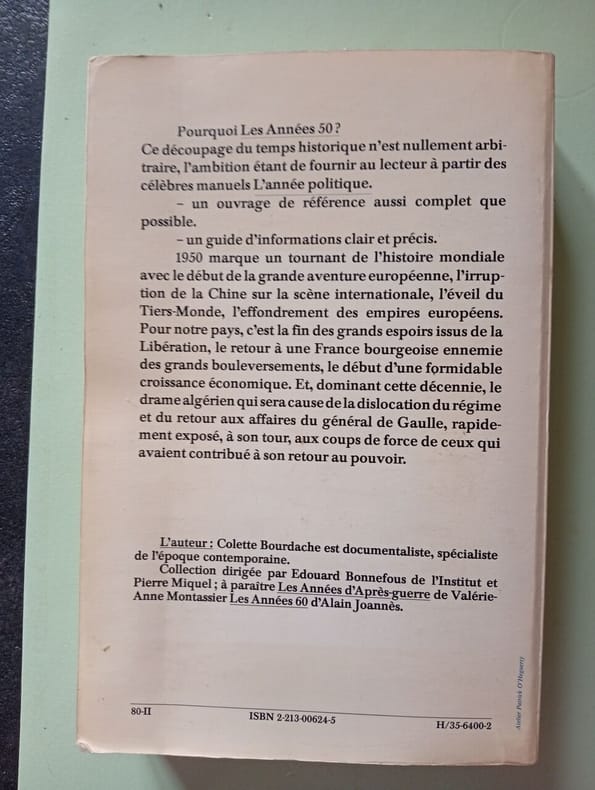 Pourquoi Les Années 50?
Ce découpage du temps historique n'est nullement arbi-
traire, l'ambition étant de fournir au lecteur à partir des
célèbres manuels L'année politique.
– un ouvrage de référence aussi complet que
possible.
– un guide d'informations clair et précis.
1950 marque un tournant de l'histoire mondiale
avec le début de la grande aventure européenne, l'irrup-
tion de la Chine sur la scène internationale, l'éveil du
Tiers-Monde, l'effondrement des empires européens.
Pour notre pays, c'est la fin des grands espoirs issus de la
Libération, le retour à une France bourgeoise ennemie
des grands bouleversements, le début d'une formidable
croissance économique. Et, dominant cette décennie, le
drame algérien qui sera cause de la dislocation du régime
et du retour aux affaires du général de Gaulle, rapide-
ment exposé, à son tour, aux coups de force de ceux qui
avaient contribué à son retour au pouvoir.
L'auteur : Colette Bourdache est documentaliste, spécialiste
de l'époque contemporaine.
Collection dirigée par Edouard Bonnefous de l'Institut et
Pierre Miquel ; à paraître Les Années d'Après-guerre de Valérie-
Anne Montassier Les Années 60 d'Alain Joannès.
80-II
ISBN 2-213-00624-5
H/35-6400-2
Atelier Patrick O'Hegserty